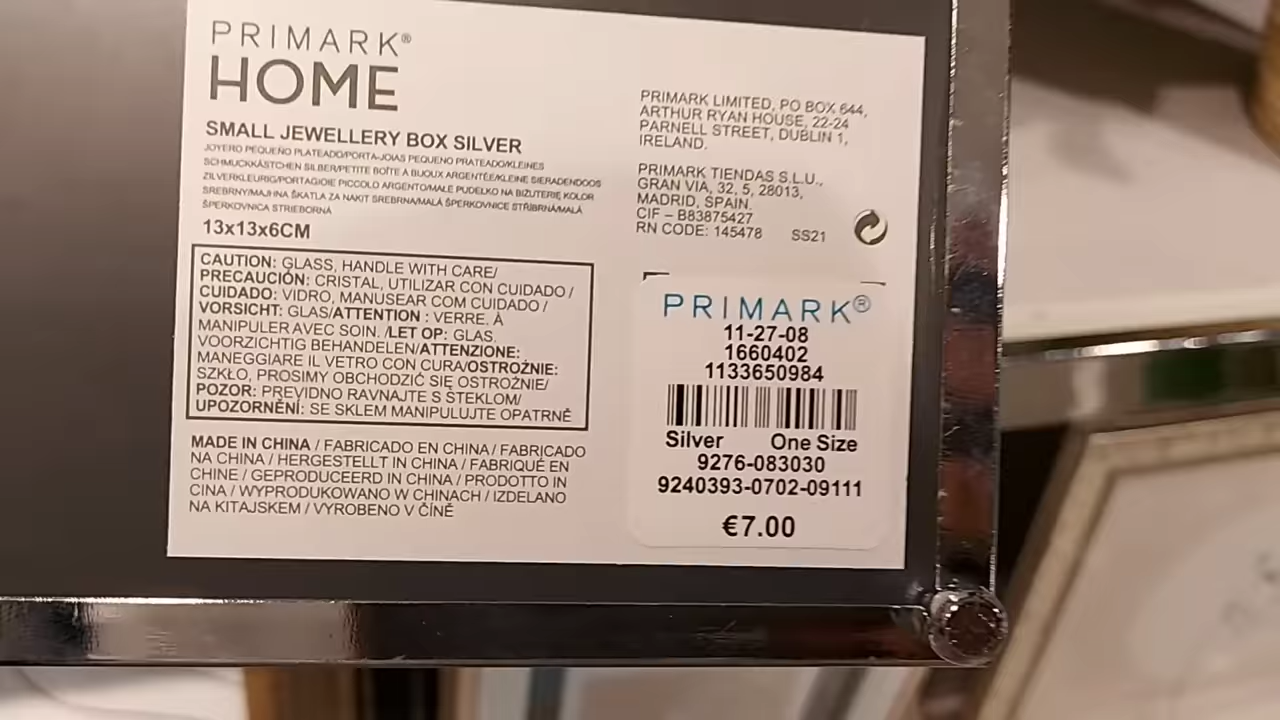 PRIMARK®
HOME
SMALL JEWELLERY BOX SILVER
JOYERO PEQUEÑO PLATEADO/PORTA-JOIAS PEQUENO PRATEADO/KLEINES
SCHMUCKKÄSTCHEN SILBER/PETITE BOÎTE À BIJOUX ARGENTÉE/KLEINE SIERADENDOOS
ZILVERKLEURIG/PORTAGIOIE PICCOLO ARGENTO/MAŁE PUDEŁKO NA BIŻUTERIĘ KOLOR
SREBRNY/MAJHNA ŠKATLA ZA NAKIT SREBRNA/MALÁ ŠPERKOVNICE STŘÍBRNÁ/MALÁ
ŠPERKOVNICA STRIEBORNÁ
13x13x6CM
CAUTION: GLASS, HANDLE WITH CARE/
PRECAUCIÓN: CRISTAL, UTILIZAR CON CUIDADO /
CUIDADO: VIDRO, MANUSEAR COM CUIDADO /
VORSICHT: GLAS/ATTENTION : VERRE. À
MANIPULER AVEC SOIN. /LET OP: GLAS,
VOORZICHTIG BEHANDELEN/ATTENZIONE:
MANEGGIARE IL VETRO CON CURA/OSTROŻNIE:
SZKŁO, PROSIMY OBCHODZIĆ SIĘ OSTROŻNIE/
POZOR: PREVIDNO RAVNAJTE S STEKLOM/
UPOZORNĚNÍ: SE SKLEM MANIPULUJTE OPATRNĚ
MADE IN CHINA / FABRICADO EN CHINA / FABRICADO
NA CHINA / HERGESTELLT IN CHINA / FABRIQUÉ EN
CHINE / GEPRODUCEERD IN CHINA / PRODOTTO IN
CINA / WYPRODUKOWANO W CHINACH / IZDELANO
NA KITAJSKEM / VYROBENO V ČÍNĚ
PRIMARK LIMITED, PO BOX 644,
ARTHUR RYAN HOUSE, 22-24
PARNELL STREET, DUBLIN 1,
IRELAND.
PRIMARK TIENDAS S.L.U.,
GRAN VIA, 32, 5, 28013,
MADRID, SPAIN.
CIF – B83875427
RN CODE: 145478 SS21
PRIMARK®
11-27-08
1660402
1133650984
Silver One Size
9276-083030
9240393-0702-09111
€7.00